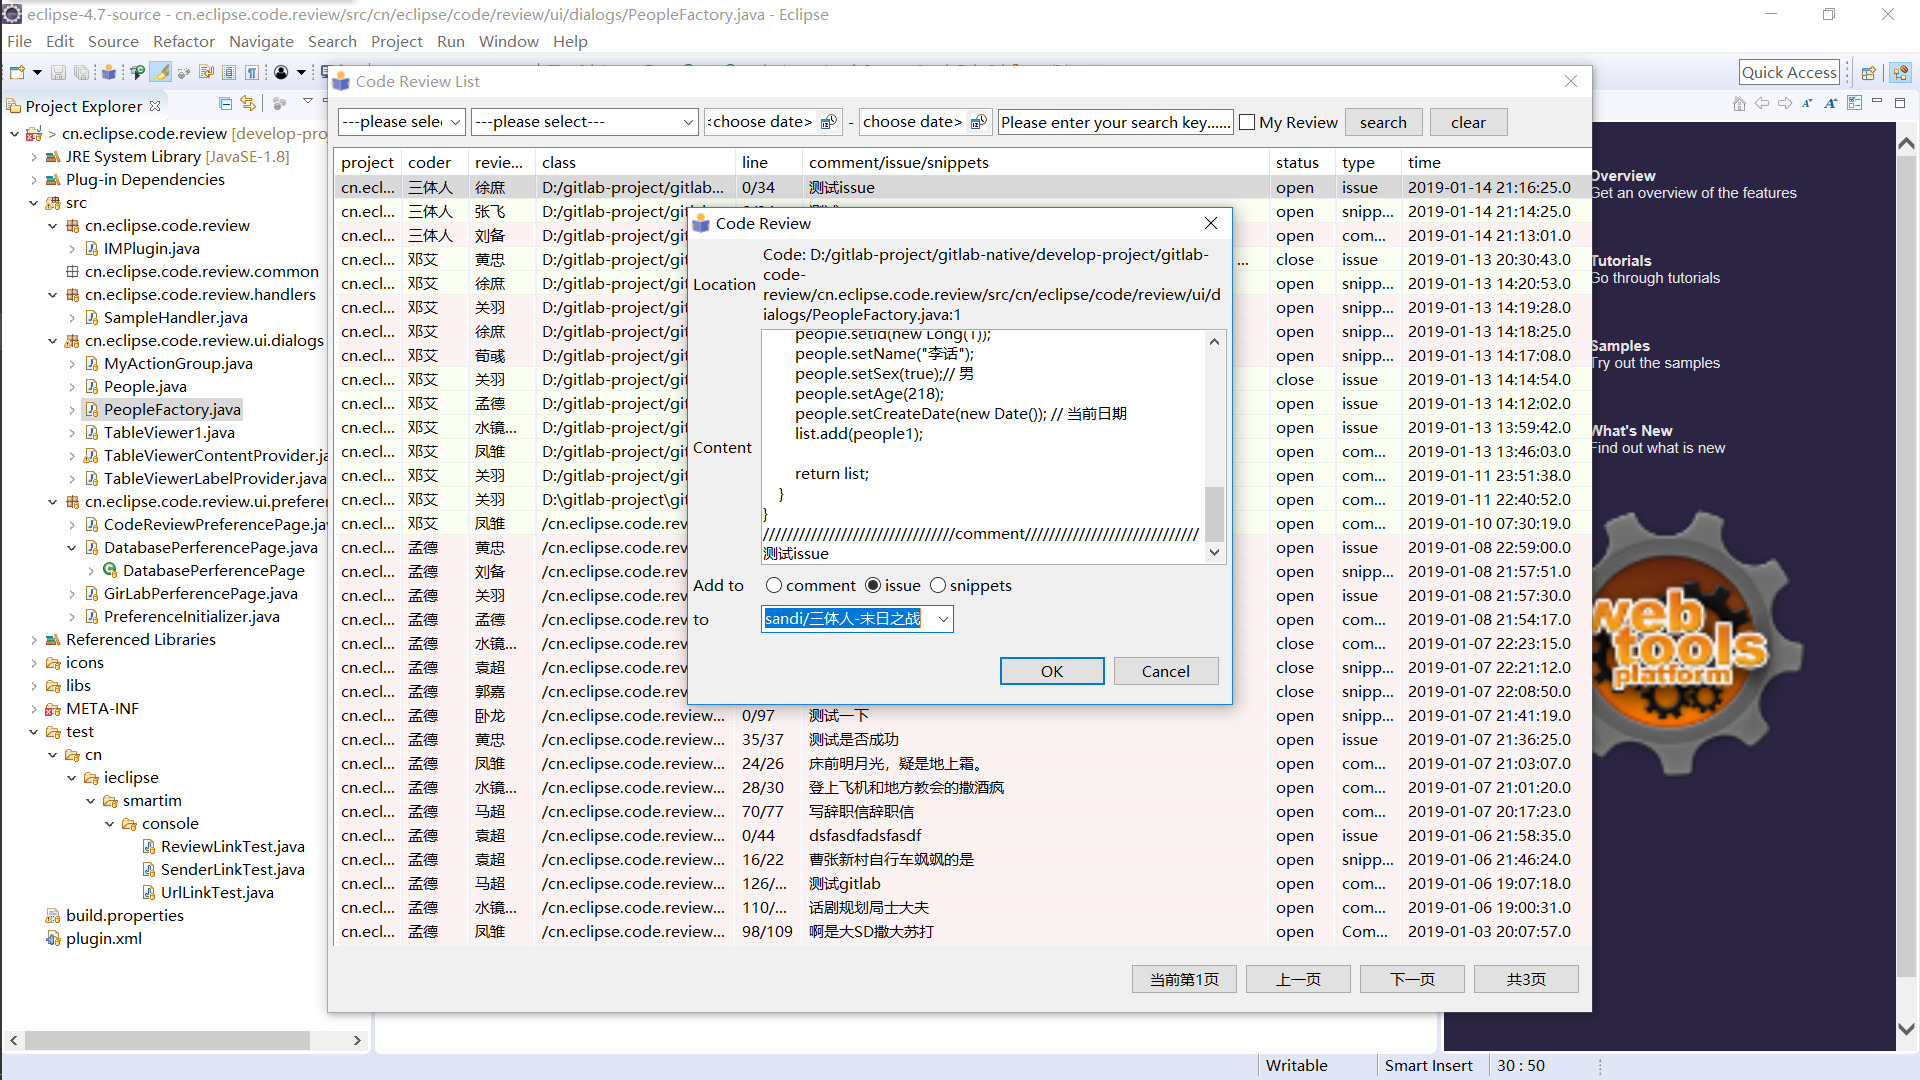 eclipse-4.7-source - cn.eclipse.code.review/src/cn/eclipse/code/review/ui/dialogs/PeopleFactory.java - Eclipse
File Edit Source Refactor Navigate Search Project Run Window Help
Quick Access
Project Explorer
> cn.eclipse.code.review [develop-pro
JRE System Library [JavaSE-1.8]
Plug-in Dependencies
src
cn.eclipse.code.review
IMPlugin.java
cn.eclipse.code.review.common
cn.eclipse.code.review.handlers
SampleHandler.java
cn.eclipse.code.review.ui.dialogs
MyActionGroup.java
People.java
PeopleFactory.java
TableViewer1.java
TableViewerContentProvider.ja
TableViewerLabelProvider.java
cn.eclipse.code.review.ui.prefere
CodeReviewPreferencePage.jav
DatabasePerferencePage.java
DatabasePerferencePage
GirLabPerferencePage.java
PreferenceInitializer.java
Referenced Libraries
icons
libs
META-INF
test
cn
ieclipse
smartim
console
ReviewLinkTest.java
SenderLinkTest.java
UrlLinkTest.java
build.properties
plugin.xml
Code Review List
---please sele ---please select--- <choose date> - choose date> Please enter your search key...... My Review search clear
project coder revie... class line comment/issue/snippets status type time
cn.ecl... 三体人 徐庶 D:/gitlab-project/gitlab... 0/34 测试issue open issue 2019-01-14 21:16:25.0
cn.ecl... 三体人 张飞 D:/gitlab-project/git open snipp... 2019-01-14 21:14:25.0
cn.ecl... 三体人 刘备 D:/gitlab-project/git open com... 2019-01-14 21:13:01.0
cn.ecl... 邓艾 黄忠 D:/gitlab-project/git ... close issue 2019-01-13 20:30:43.0
cn.ecl... 邓艾 徐庶 D:/gitlab-project/git open snipp... 2019-01-13 14:20:53.0
cn.ecl... 邓艾 关羽 D:/gitlab-project/git open snipp... 2019-01-13 14:19:28.0
cn.ecl... 邓艾 徐庶 D:/gitlab-project/git open snipp... 2019-01-13 14:18:25.0
cn.ecl... 邓艾 荀彧 D:/gitlab-project/git open snipp... 2019-01-13 14:17:08.0
cn.ecl... 邓艾 关羽 D:/gitlab-project/git close issue 2019-01-13 14:14:54.0
cn.ecl... 邓艾 孟德 D:/gitlab-project/git open issue 2019-01-13 14:12:02.0
cn.ecl... 邓艾 水镜... D:/gitlab-project/git open issue 2019-01-13 13:59:42.0
cn.ecl... 邓艾 凤雏 D:/gitlab-project/git open com... 2019-01-13 13:46:03.0
cn.ecl... 邓艾 关羽 D:/gitlab-project/git open com... 2019-01-11 23:51:38.0
cn.ecl... 邓艾 关羽 D:\gitlab-project\git open com... 2019-01-11 22:40:52.0
cn.ecl... 邓艾 凤雏 /cn.eclipse.code.rev open com... 2019-01-10 07:30:19.0
cn.ecl... 孟德 黄忠 /cn.eclipse.code.rev open issue 2019-01-08 22:59:00.0
cn.ecl... 孟德 刘备 /cn.eclipse.code.rev open snipp... 2019-01-08 21:57:51.0
cn.ecl... 孟德 关羽 /cn.eclipse.code.rev open issue 2019-01-08 21:57:30.0
cn.ecl... 孟德 孟德 /cn.eclipse.code.rev open com... 2019-01-08 21:54:17.0
cn.ecl... 孟德 水镜... /cn.eclipse.code.rev close com... 2019-01-07 22:23:15.0
cn.ecl... 孟德 袁超 /cn.eclipse.code.rev close snipp... 2019-01-07 22:21:12.0
cn.ecl... 孟德 郭嘉 /cn.eclipse.code.rev close snipp... 2019-01-07 22:08:50.0
cn.ecl... 孟德 卧龙 /cn.eclipse.code.review... 0/97 测试一下 open snipp... 2019-01-07 21:41:19.0
cn.ecl... 孟德 黄忠 /cn.eclipse.code.review... 35/37 测试是否成功 open issue 2019-01-07 21:36:25.0
cn.ecl... 孟德 凤雏 /cn.eclipse.code.review... 24/26 床前明月光，疑是地上霜。 open com... 2019-01-07 21:03:07.0
cn.ecl... 孟德 水镜... /cn.eclipse.code.review... 28/30 登上飞机和地方教会的撒酒疯 open com... 2019-01-07 21:01:20.0
cn.ecl... 孟德 马超 /cn.eclipse.code.review... 70/77 写辞职信辞职信 open com... 2019-01-07 20:17:23.0
cn.ecl... 孟德 袁超 /cn.eclipse.code.review... 0/44 dsfasdfadsfasdf open issue 2019-01-06 21:58:35.0
cn.ecl... 孟德 袁超 /cn.eclipse.code.review... 16/22 曹张新村自行车飒飒的是 open snipp... 2019-01-06 21:46:24.0
cn.ecl... 孟德 马超 /cn.eclipse.code.review... 126/... 测试gitlab open com... 2019-01-06 19:07:18.0
cn.ecl... 孟德 水镜... /cn.eclipse.code.review... 110/... 话剧规划局士大夫 open com... 2019-01-06 19:00:31.0
cn.ecl... 孟德 凤雏 /cn.eclipse.code.review... 98/109 啊是大SD撒大苏打 open Com... 2019-01-03 20:07:57.0
当前第1页 上一页 下一页 共3页
Code Review
Location
Code: D:/gitlab-project/gitlab-native/develop-project/gitlab-
code-
review/cn.eclipse.code.review/src/cn/eclipse/code/review/ui/d
ialogs/PeopleFactory.java:1
Content
people.setId(new Long(1));
people.setName("李话");
people.setSex(true);// 男
people.setAge(218);
people.setCreateDate(new Date()); // 当前日期
list.add(people1);
return list;
}
}
////////////////////////////////comment/////////////////////////////
测试issue
Add to comment issue snippets
to sandi/三体人-末日之战
OK Cancel
Overview
Get an overview of the features
Tutorials
Go through tutorials
Samples
Try out the samples
What's New
Find out what is new
web
tools
platform
Writable Smart Insert 30 : 50